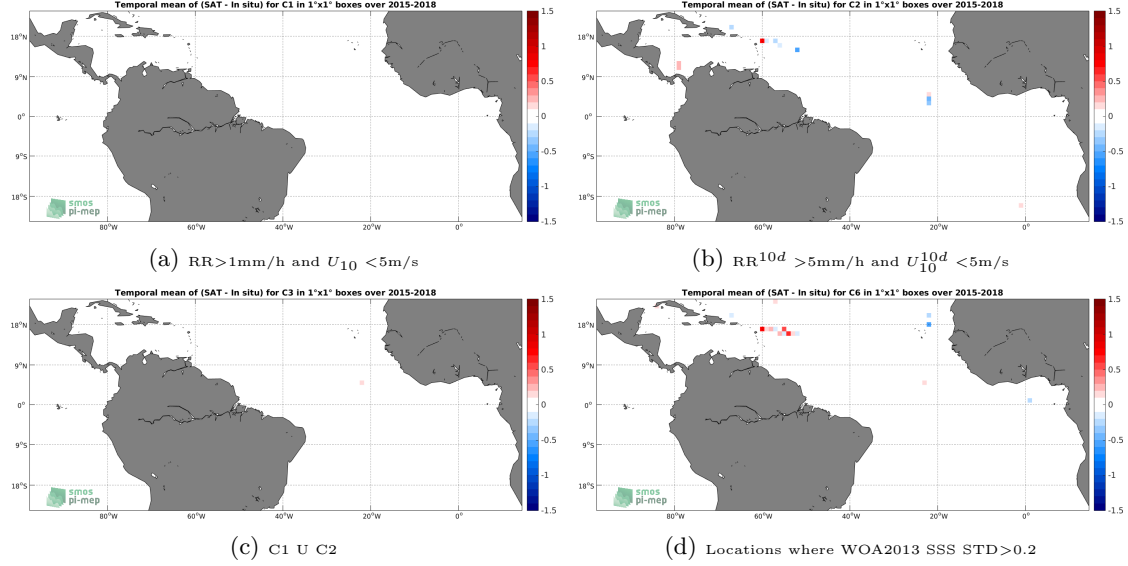 Temporal mean of (SAT - In situ) for C1 in 1°x1° boxes over 2015-2018
18°N
9°N
0°
9°S
18°S
80°W
60°W
40°W
20°W
0°
1.5
1
0.5
0
-0.5
-1
-1.5
smos
pi-mep
(a) RR>1mm/h and U10 <5m/s
Temporal mean of (SAT - In situ) for C2 in 1°x1° boxes over 2015-2018
18°N
9°N
0°
9°S
18°S
80°W
60°W
40°W
20°W
0°
1.5
1
0.5
0
-0.5
-1
-1.5
smos
pi-mep
(b) RR10d >5mm/h and U10 10d <5m/s
Temporal mean of (SAT - In situ) for C3 in 1°x1° boxes over 2015-2018
18°N
9°N
0°
9°S
18°S
80°W
60°W
40°W
20°W
0°
1.5
1
0.5
0
-0.5
-1
-1.5
smos
pi-mep
(c) C1 U C2
Temporal mean of (SAT - In situ) for C6 in 1°x1° boxes over 2015-2018
18°N
9°N
0°
9°S
18°S
80°W
60°W
40°W
20°W
0°
1.5
1
0.5
0
-0.5
-1
-1.5
smos
pi-mep
(d) Locations where WOA2013 SSS STD>0.2